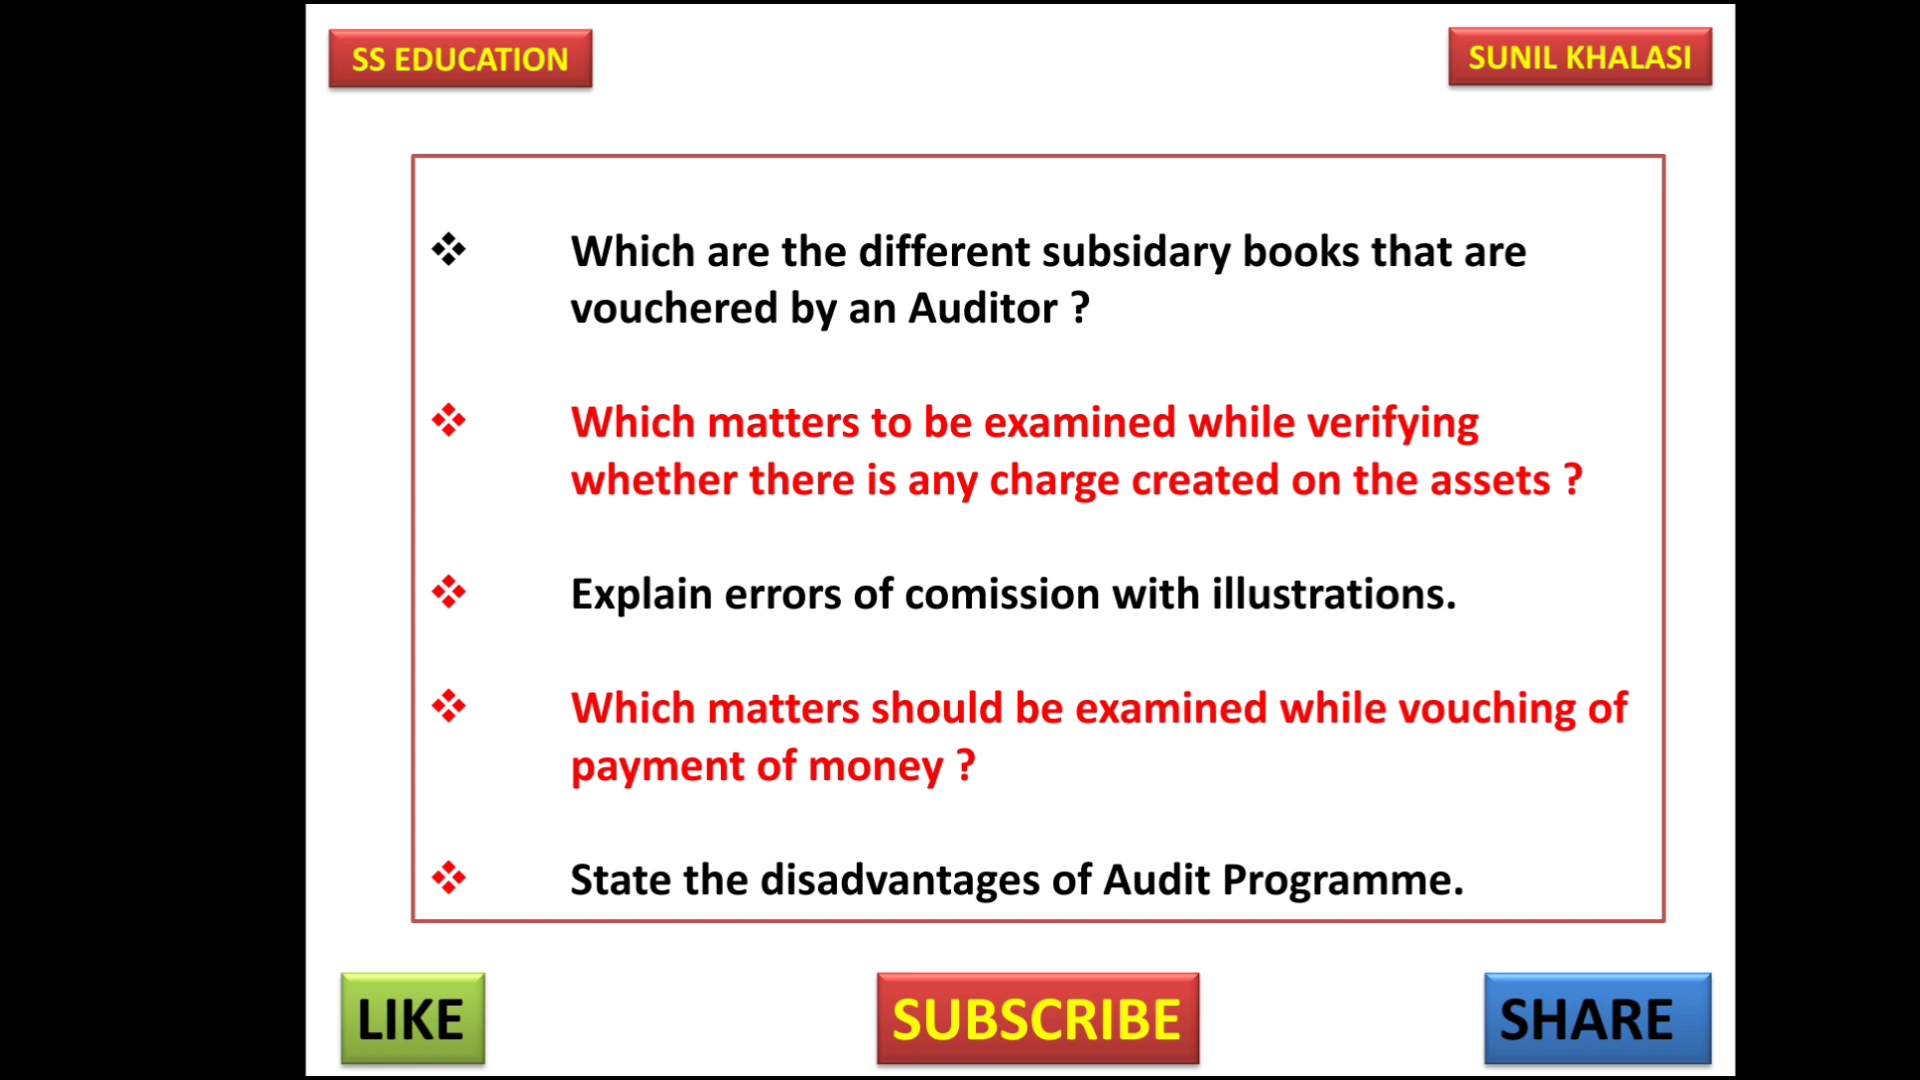 SS EDUCATION
SUNIL KHALASI
❖ Which are the different subsidary books that are
vouchered by an Auditor ?
❖ Which matters to be examined while verifying
whether there is any charge created on the assets ?
❖ Explain errors of comission with illustrations.
❖ Which matters should be examined while vouching of
payment of money ?
❖ State the disadvantages of Audit Programme.
LIKE
SUBSCRIBE
SHARE